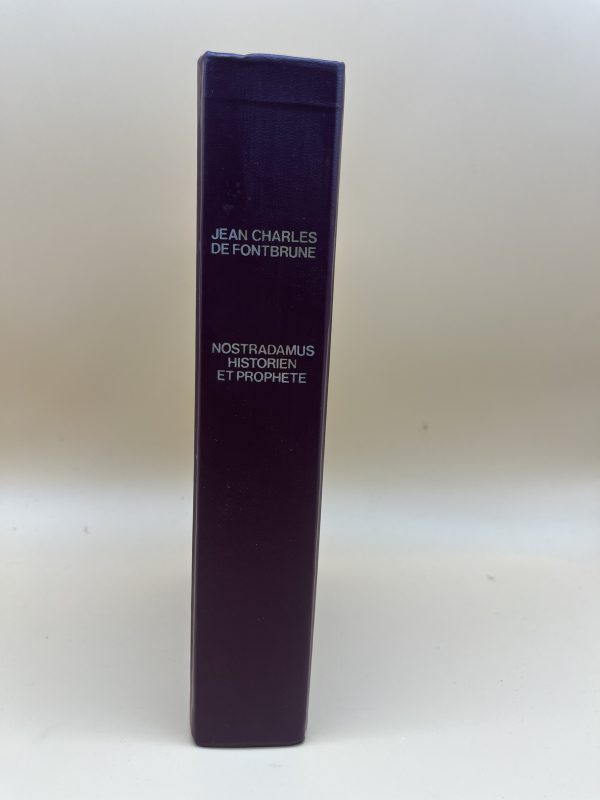 JEAN CHARLES
DE FONTBRUNE
NOSTRADAMUS
HISTORIEN
ET PROPHETE